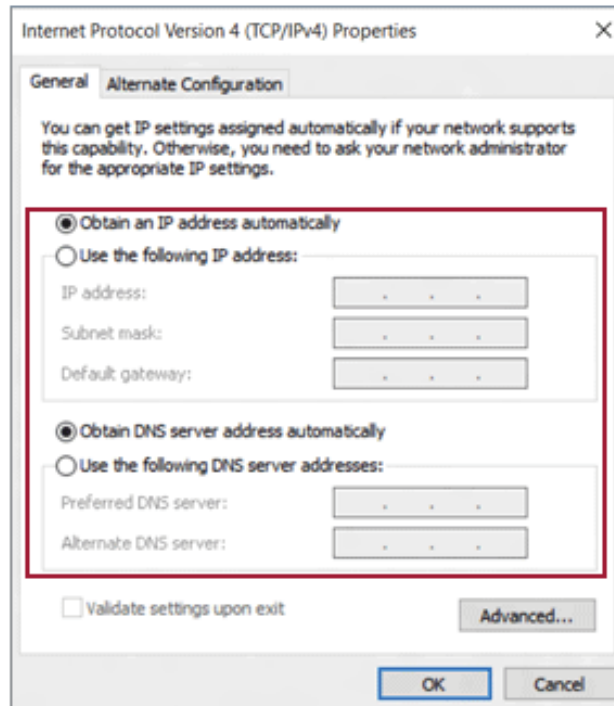 Internet Protocol Version 4 (TCP/IPv4) Properties
General
Alternate Configuration
You can get IP settings assigned automatically if your network supports
this capability. Otherwise, you need to ask your network administrator
for the appropriate IP settings.
Obtain an IP address automatically
Use the following IP address:
IP address:
Subnet mask:
Default gateway:
Obtain DNS server address automatically
Use the following DNS server addresses:
Preferred DNS server:
Alternate DNS server:
Validate settings upon exit
Advanced...
OK
Cancel